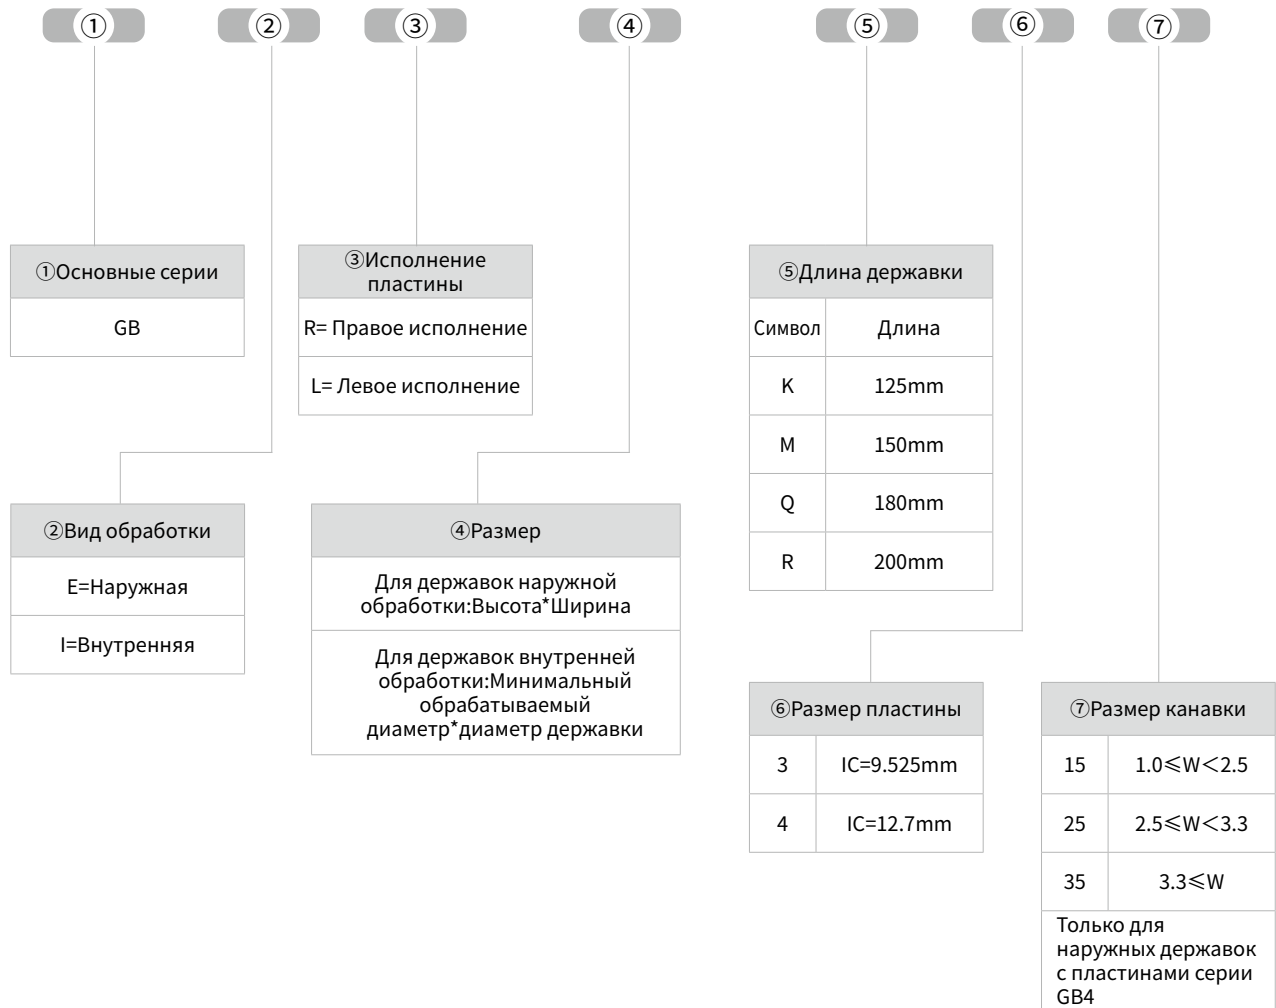 ① ② ③ ④ ⑤ ⑥ ⑦
①Основные серии
GB
②Вид обработки
E=Наружная
I=Внутренняя
③Исполнение
пластины
R= Правое исполнение
L= Левое исполнение
④Размер
Для державок наружной
обработки:Высота*Ширина
Для державок внутренней
обработки:Минимальный
обрабатываемый
диаметр*диаметр державки
⑤Длина державки
Символ Длина
K 125mm
M 150mm
Q 180mm
R 200mm
⑥Размер пластины
3 IC=9.525mm
4 IC=12.7mm
⑦Размер канавки
15 1.0≤W<2.5
25 2.5≤W<3.3
35 3.3≤W
Только для
наружных державок
с пластинами серии
GB4